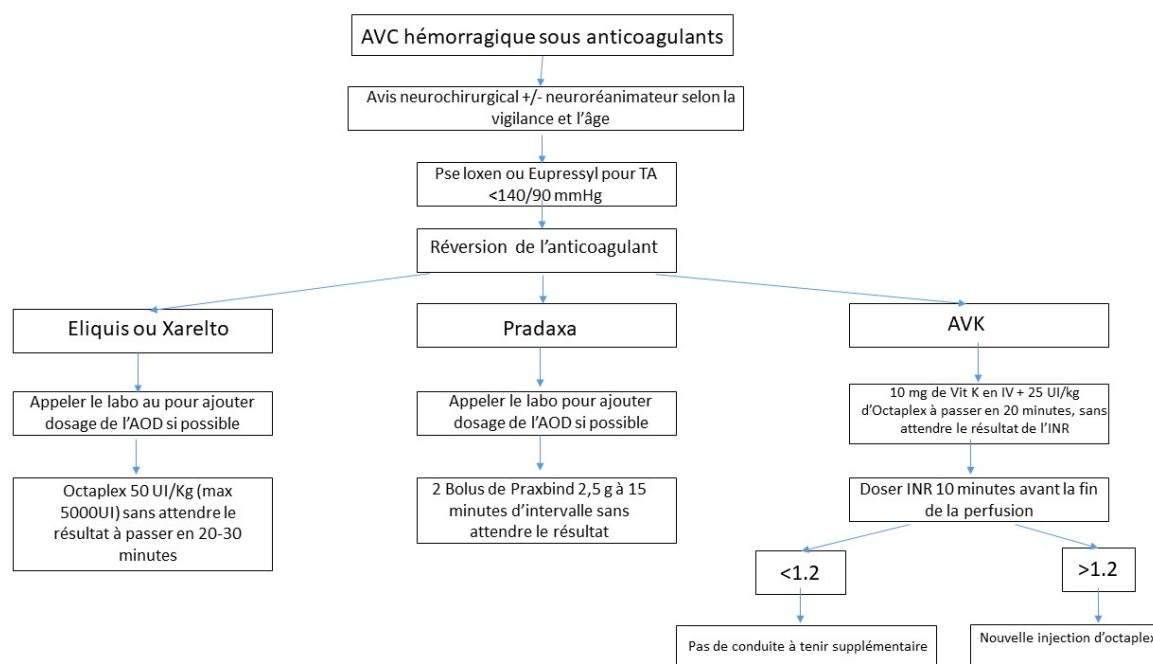 AVC hémorragique sous anticoagulants
Avis neurochirurgical +/- neuroréanimateur selon la
vigilance et l'âge
Pse loxen ou Eupressyl pour TA
<140/90 mmHg
Réversion de l'anticoagulant
Eliquis ou Xarelto
Pradaxa
AVK
Appeler le labo au pour ajouter
dosage de l'AOD si possible
Appeler le labo pour ajouter
dosage de l'AOD si possible
10 mg de Vit K en IV + 25 UI/kg
d'Octaplex à passer en 20 minutes, sans
attendre le résultat de l'INR
Octaplex 50 UI/Kg (max
5000UI) sans attendre le
résultat à passer en 20-30
minutes
2 Bolus de Praxbind 2,5 g à 15
minutes d'intervalle sans
attendre le résultat
Doser INR 10 minutes avant la fin
de la perfusion
<1.2
>1.2
Pas de conduite à tenir supplémentaire
Nouvelle injection d'octaplex